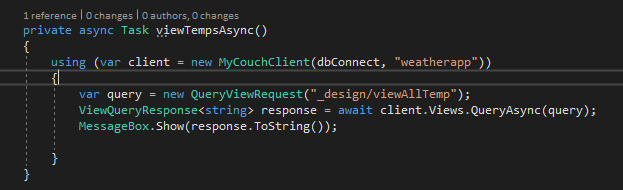 1 reference | 0 changes | 0 authors, 0 changes
private async Task viewTempsAsync()
{
using (var client = new MyCouchClient(dbConnect, "weatherapp"))
{
var query = new QueryViewRequest("_design/viewAllTemp");
ViewQueryResponse<string> response = await client.Views.QueryAsync(query);
MessageBox.Show(response.ToString());
}
}